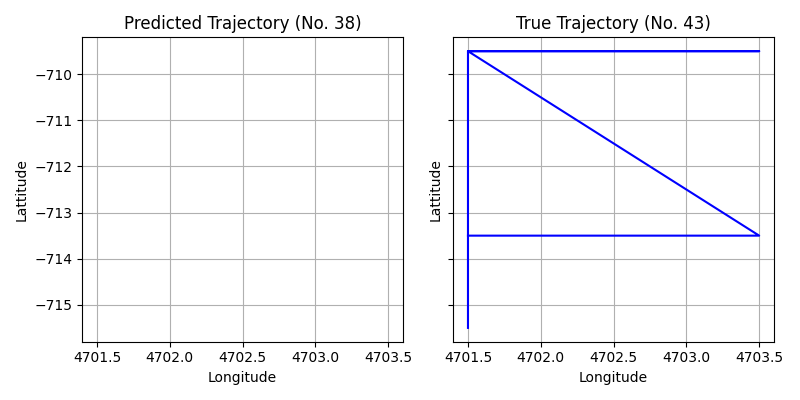 Predicted Trajectory (No. 38)
True Trajectory (No. 43)
−710
−711
−712
−713
−714
−715
Lattitude
4701.5 4702.0 4702.5 4703.0 4703.5
Longitude
Lattitude
4701.5 4702.0 4702.5 4703.0 4703.5
Longitude